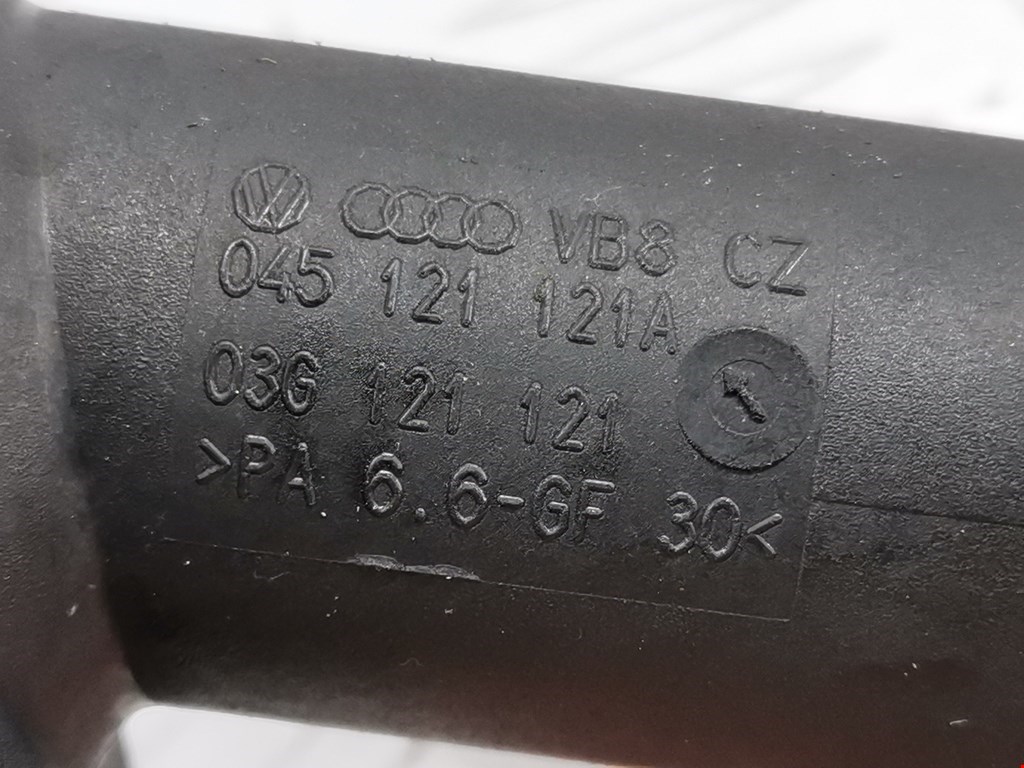 VB8 CZ
045 121 121A
03G 121 121
>PA 6.6-GF 30<